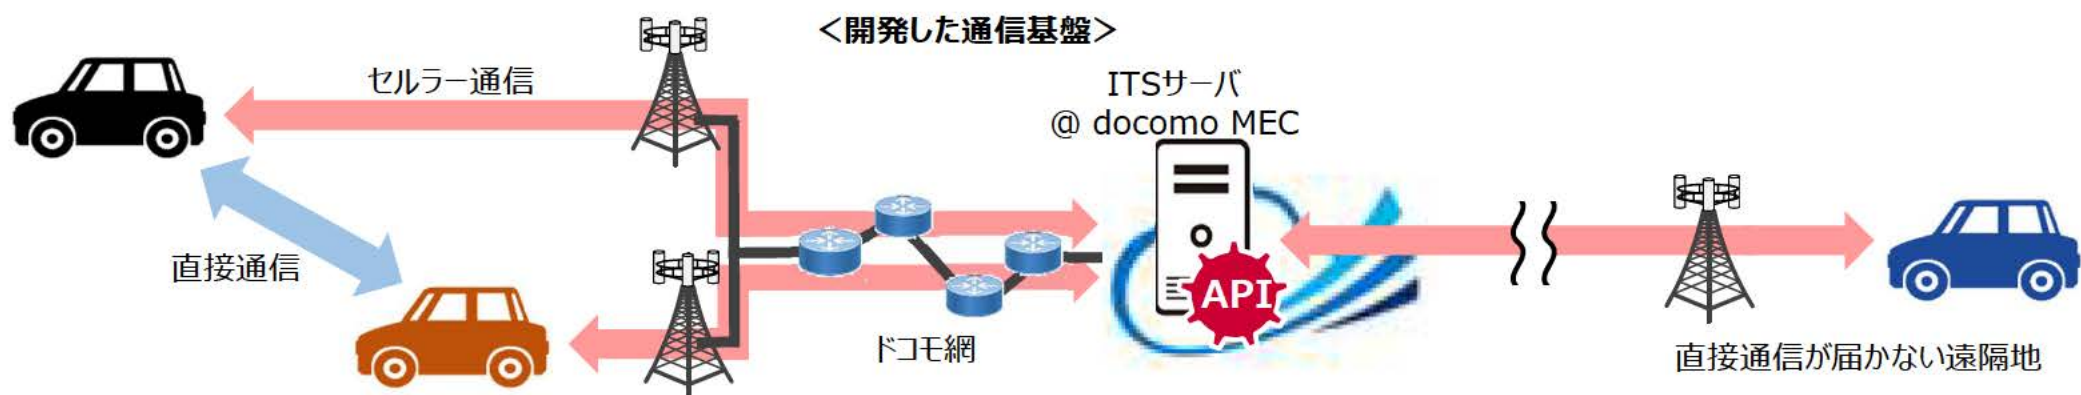 ＜開発した通信基盤＞
セルラー通信
ITSサーバ
@ docomo MEC
直接通信
API
ドコモ網
直接通信が届かない遠隔地